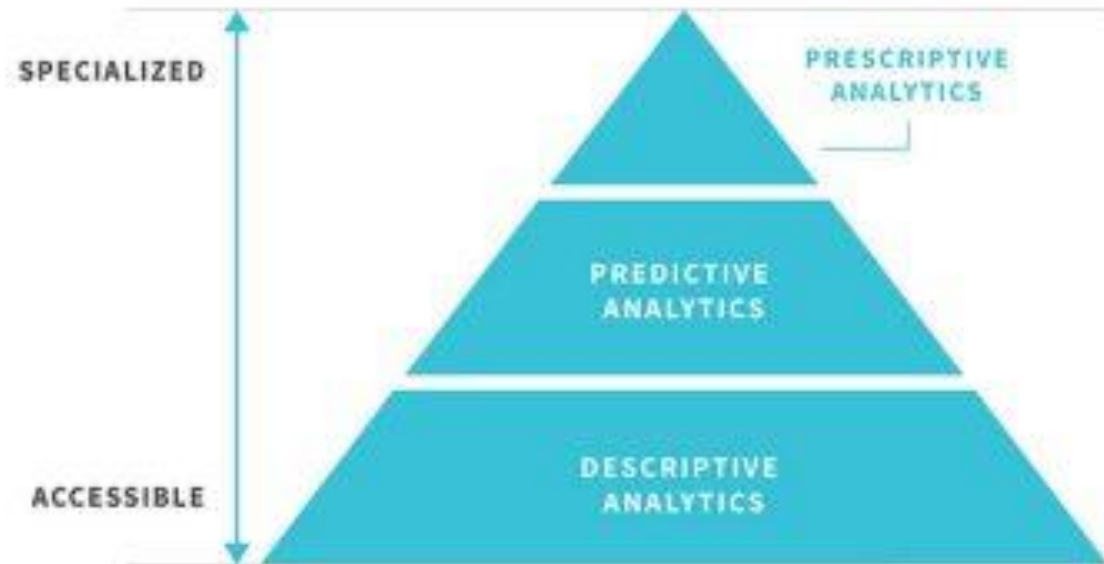 SPECIALIZED
PRESCRIPTIVE
ANALYTICS
PREDICTIVE
ANALYTICS
DESCRIPTIVE
ANALYTICS
ACCESSIBLE